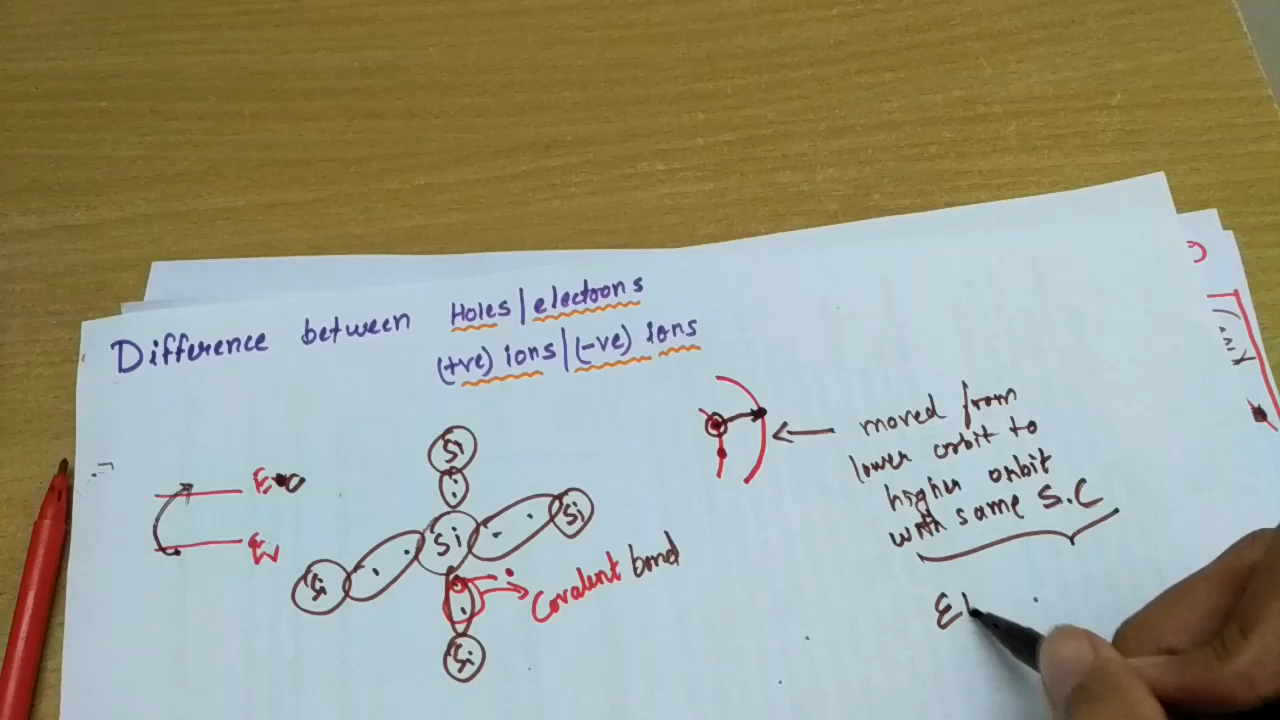 Difference between Holes/electrons
(+ve) ions/(-ve) ions
moved from
lower orbit to
higher orbit
with same S.C
Si
Si
Si
Si
Si
Covalent bond